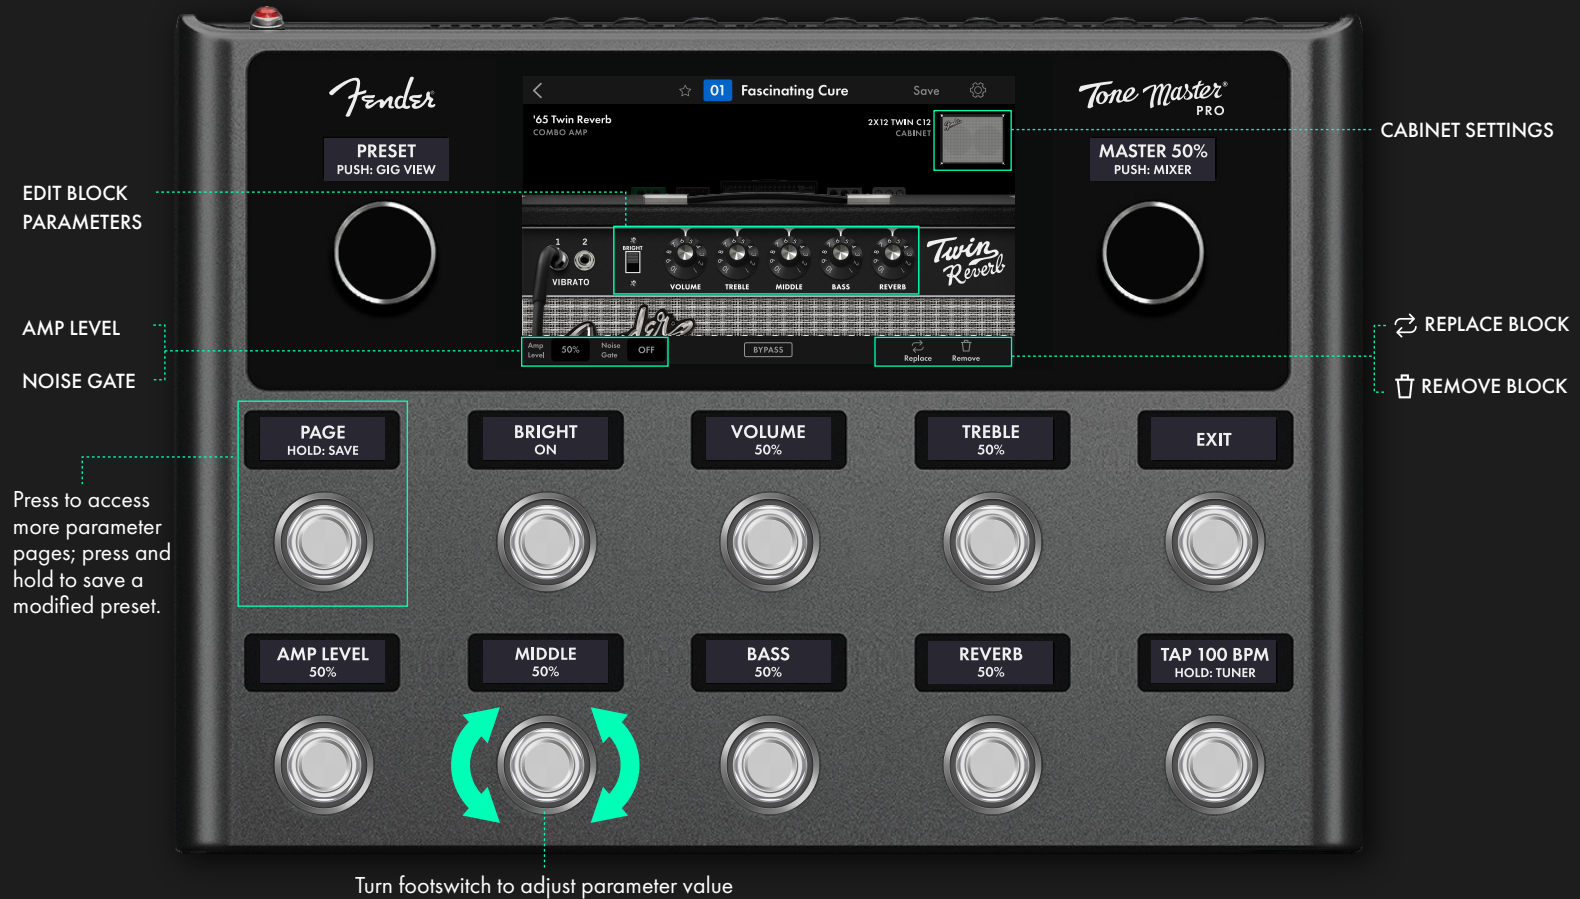 Fender
01 Fascinating Cure Save
Tone Master
PRO
'65 Twin Reverb
COMBO AMP
2X12 TWIN C12
CABINET
CABINET SETTINGS
PRESET
PUSH: GIG VIEW
MASTER 50%
PUSH: MIXER
EDIT BLOCK
PARAMETERS
1 2
VIBRATO
BRIGHT
VOLUME TREBLE MIDDLE BASS REVERB
Twin
Reverb
Fender
AMP LEVEL
NOISE GATE
Amp
Level
50%
Noise
Gate
OFF
BYPASS
Replace Remove
REPLACE BLOCK
REMOVE BLOCK
PAGE
HOLD: SAVE
BRIGHT
ON
VOLUME
50%
TREBLE
50%
EXIT
Press to access
more parameter
pages; press and
hold to save a
modified preset.
AMP LEVEL
50%
MIDDLE
50%
BASS
50%
REVERB
50%
TAP 100 BPM
HOLD: TUNER
Turn footswitch to adjust parameter value